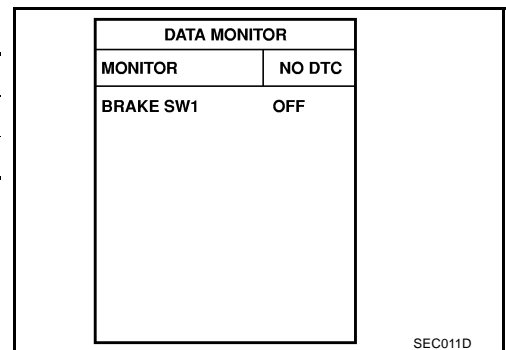 DATA MONITOR
MONITOR NO DTC
BRAKE SW1 OFF
SEC011D